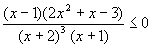 (x-1)(2x² + x - 3)
(x + 2)³ (x + 1)
≤ 0